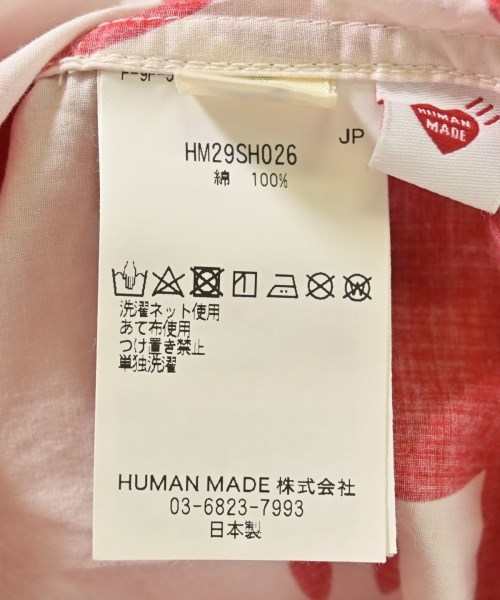 JP
HM29SH026
綿 100%
洗濯ネット使用
あて布使用
つけ置き禁止
単独洗濯
HUMAN MADE 株式会社
03-6823-7993
日本製
HUMAN
MADE